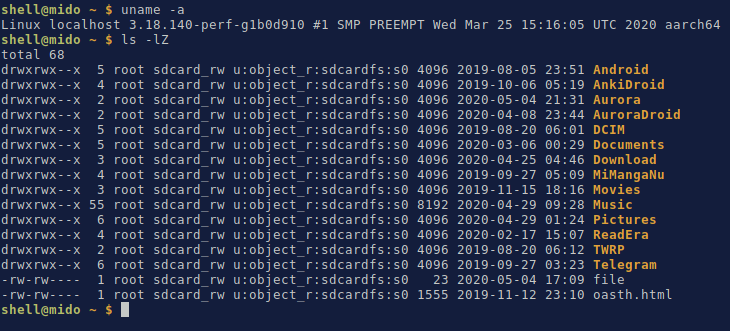 shell@mido ~ $ uname -a
Linux localhost 3.18.140-perf-g1b0d910 #1 SMP PREEMPT Wed Mar 25 15:16:05 UTC 2020 aarch64
shell@mido ~ $ ls -lZ
total 68
drwxrwx--x  5 root sdcard_rw u:object_r:sdcardfs:s0 4096 2019-08-05 23:51 Android
drwxrwx--x  4 root sdcard_rw u:object_r:sdcardfs:s0 4096 2019-10-06 05:19 AnkiDroid
drwxrwx--x  2 root sdcard_rw u:object_r:sdcardfs:s0 4096 2020-05-04 21:31 Aurora
drwxrwx--x  2 root sdcard_rw u:object_r:sdcardfs:s0 4096 2020-04-08 23:44 AuroraDroid
drwxrwx--x  5 root sdcard_rw u:object_r:sdcardfs:s0 4096 2019-08-20 06:01 DCIM
drwxrwx--x  5 root sdcard_rw u:object_r:sdcardfs:s0 4096 2020-03-06 00:29 Documents
drwxrwx--x  3 root sdcard_rw u:object_r:sdcardfs:s0 4096 2020-04-25 04:46 Download
drwxrwx--x  4 root sdcard_rw u:object_r:sdcardfs:s0 4096 2019-09-27 05:09 MiMangaNu
drwxrwx--x  3 root sdcard_rw u:object_r:sdcardfs:s0 4096 2019-11-15 18:16 Movies
drwxrwx--x 55 root sdcard_rw u:object_r:sdcardfs:s0 8192 2020-04-29 09:28 Music
drwxrwx--x  6 root sdcard_rw u:object_r:sdcardfs:s0 4096 2020-04-29 01:24 Pictures
drwxrwx--x  4 root sdcard_rw u:object_r:sdcardfs:s0 4096 2020-02-17 15:07 ReadEra
drwxrwx--x  2 root sdcard_rw u:object_r:sdcardfs:s0 4096 2019-08-20 06:12 TWRP
drwxrwx--x  6 root sdcard_rw u:object_r:sdcardfs:s0 4096 2019-09-27 03:23 Telegram
-rw-rw----  1 root sdcard_rw u:object_r:sdcardfs:s0   23 2020-05-04 17:09 file
-rw-rw----  1 root sdcard_rw u:object_r:sdcardfs:s0 1555 2019-11-12 23:10 oasth.html
shell@mido ~ $